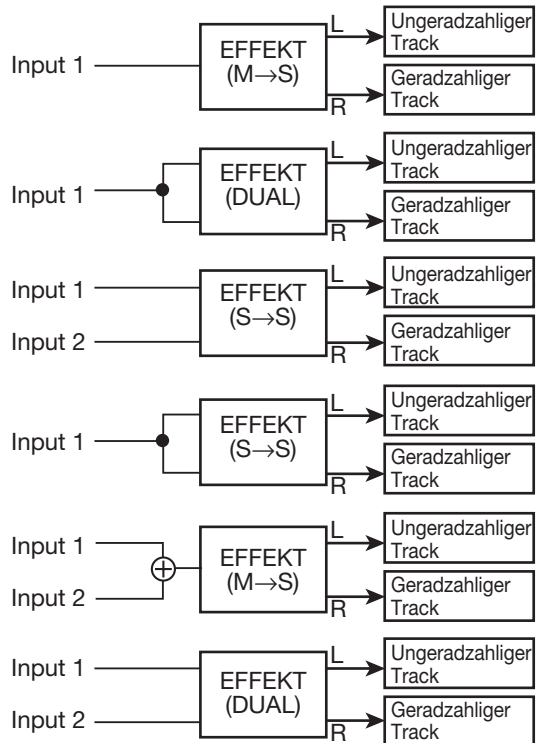 Input 1
EFFEKT
(M→S)
L
R
Ungeradzahliger
Track
Geradzahliger
Track
Input 1
EFFEKT
(DUAL)
L
R
Ungeradzahliger
Track
Geradzahliger
Track
Input 1
Input 2
EFFEKT
(S→S)
L
R
Ungeradzahliger
Track
Geradzahliger
Track
Input 1
EFFEKT
(S→S)
L
R
Ungeradzahliger
Track
Geradzahliger
Track
Input 1
Input 2
EFFEKT
(M→S)
L
R
Ungeradzahliger
Track
Geradzahliger
Track
Input 1
Input 2
EFFEKT
(DUAL)
L
R
Ungeradzahliger
Track
Geradzahliger
Track